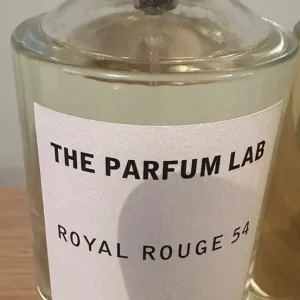 THE PARFUM LAB
ROYAL ROUGE 54